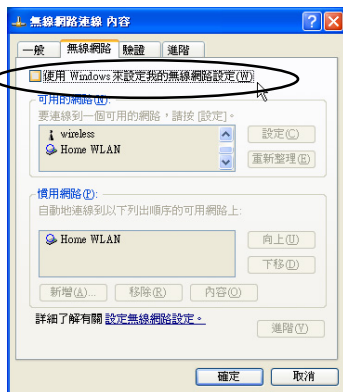 無線網路連線 內容
一般 無線網路 驗證 進階
使用 Windows 來設定我的無線網路設定(W)
可用的網路(N):
要連線到一個可用的網路，請按 [設定]。
wireless
Home WLAN
設定(C)
重新整理(E)
慣用網路(P):
自動地連線到以下列出順序的可用網路上:
Home WLAN
向上(U)
下移(D)
新增(A)... 移除(R) 內容(O)
詳細了解有關 設定無線網路設定。
進階(V)
確定 取消